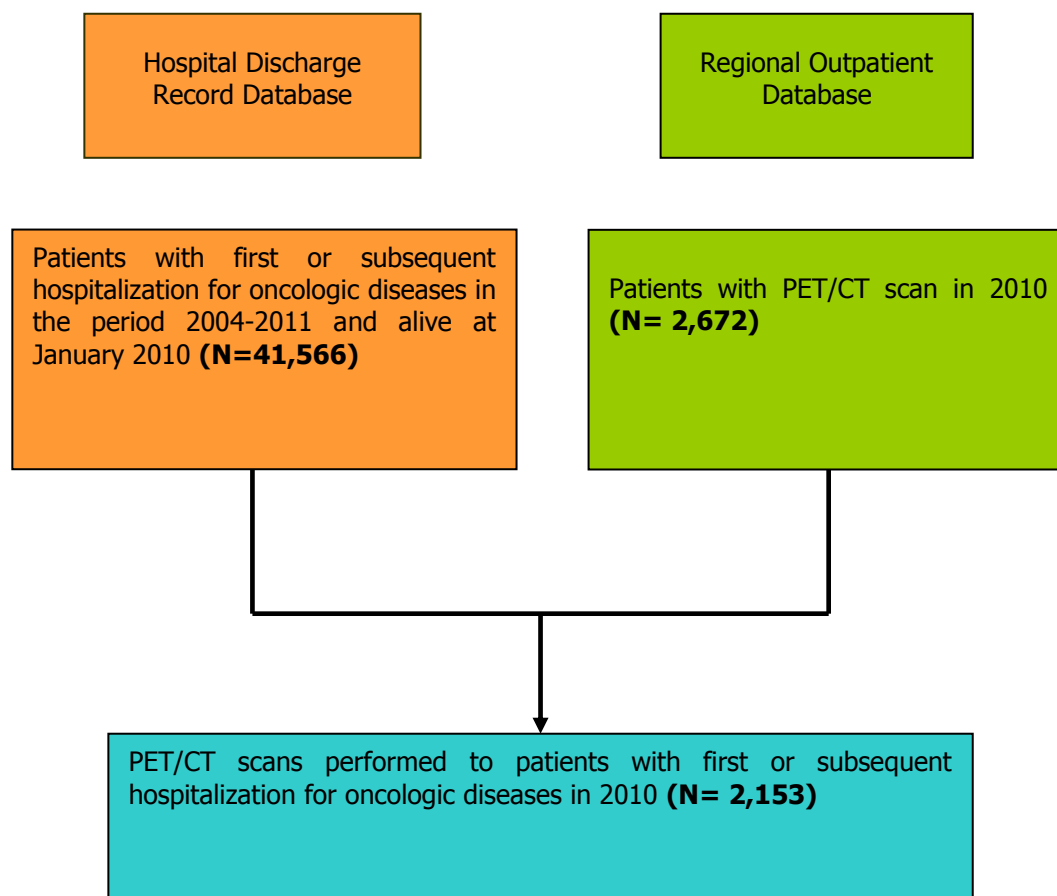 Hospital Discharge
Record Database
Regional Outpatient
Database
Patients with first or subsequent
hospitalization for oncologic diseases in
the period 2004-2011 and alive at
January 2010 (N=41,566)
Patients with PET/CT scan in 2010
(N= 2,672)
PET/CT scans performed to patients with first or subsequent
hospitalization for oncologic diseases in 2010 (N= 2,153)